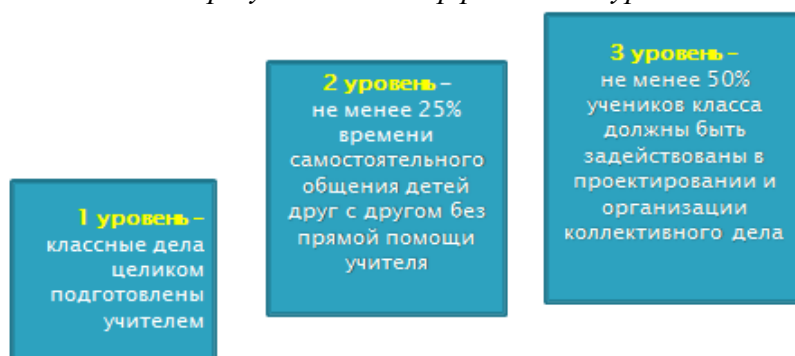 1 уровень –
классные дела
целиком
подготовлены
учителем
2 уровень –
не менее 25%
времени
самостоятельного
общения детей
друг с другом без
прямой помощи
учителя
3 уровень –
не менее 50%
учеников класса
должны быть
задействованы в
проектировании и
организации
коллективного дела